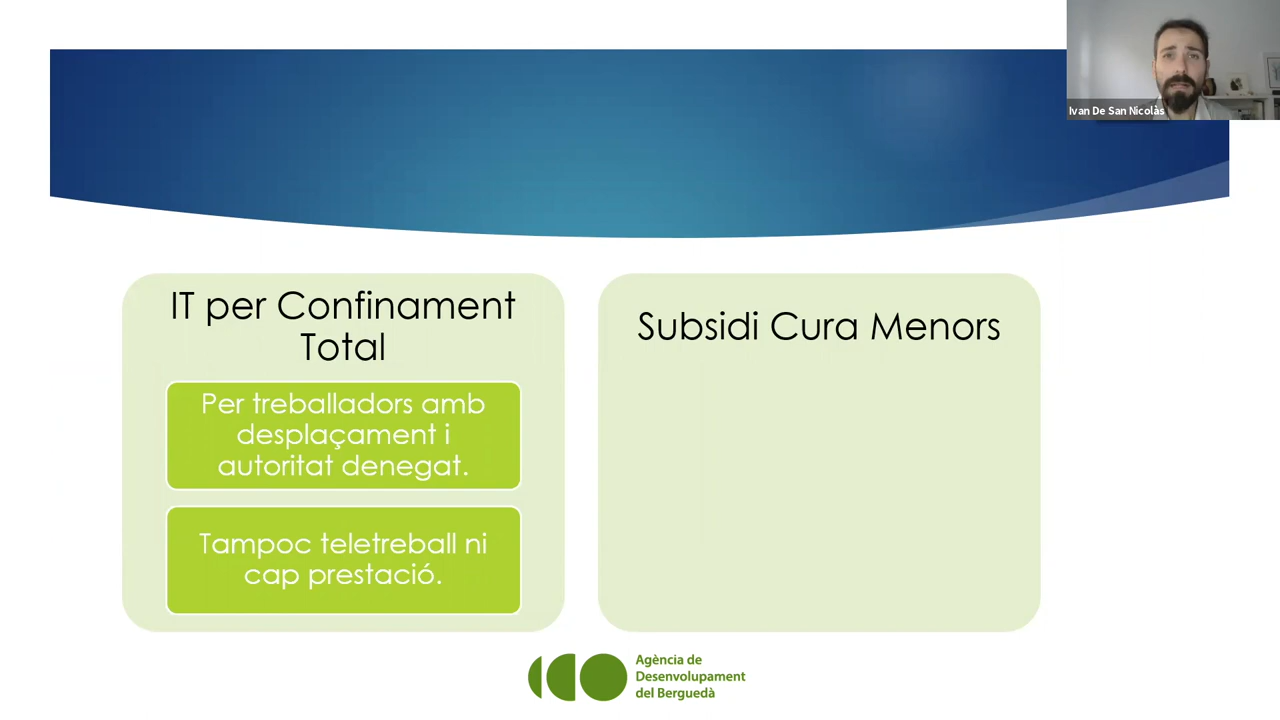 Ivan De San Nicolàs
IT per Confinament
Total
Per treballadors amb
desplaçament i
autoritat denegat.
Tampoc teletreball ni
cap prestació.
Subsidi Cura Menors
Agència de
Desenvolupament
del Berguedà